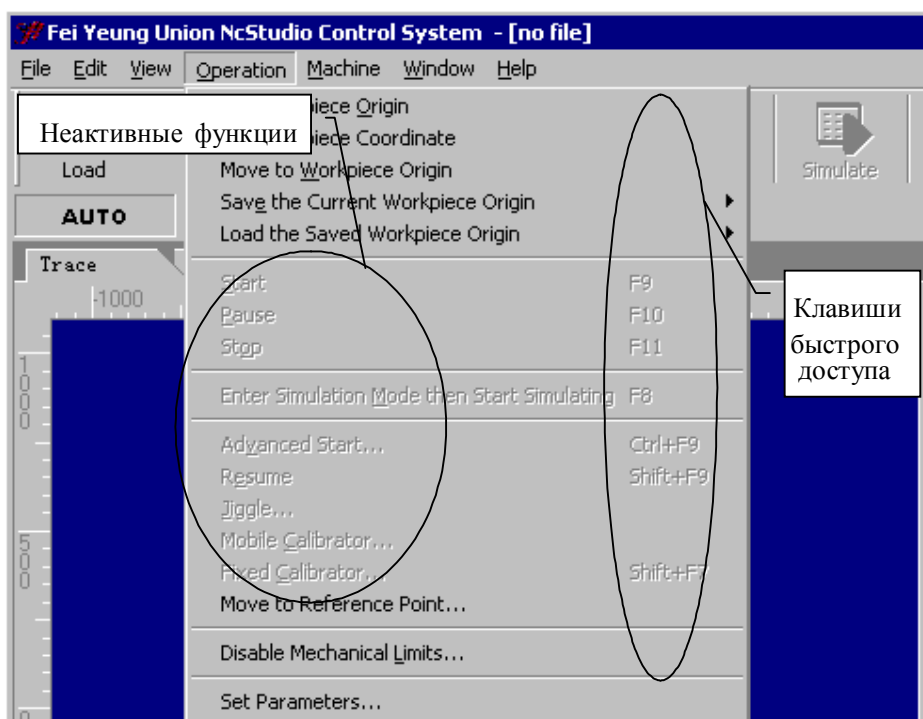 Fei Yeung Union NcStudio Control System - [no file]
File Edit View Operation Machine Window Help
Неактивные функции
Origin
Coordinate
Load
Move to Workpiece Origin
Simulate
AUTO
Save the Current Workpiece Origin
Load the Saved Workpiece Origin
Trace
-1000
Start F9
Pause F10
Stop F11
Клавиши
быстрого
доступа
1000
Enter Simulation Mode then Start Simulating F8
Advanced Start... Ctrl+F9
Resume Shift+F9
Jiggle...
500
Mobile Calibrator...
Fixed Calibrator... Shift+F7
Move to Reference Point...
Disable Mechanical Limits...
Set Parameters...
0